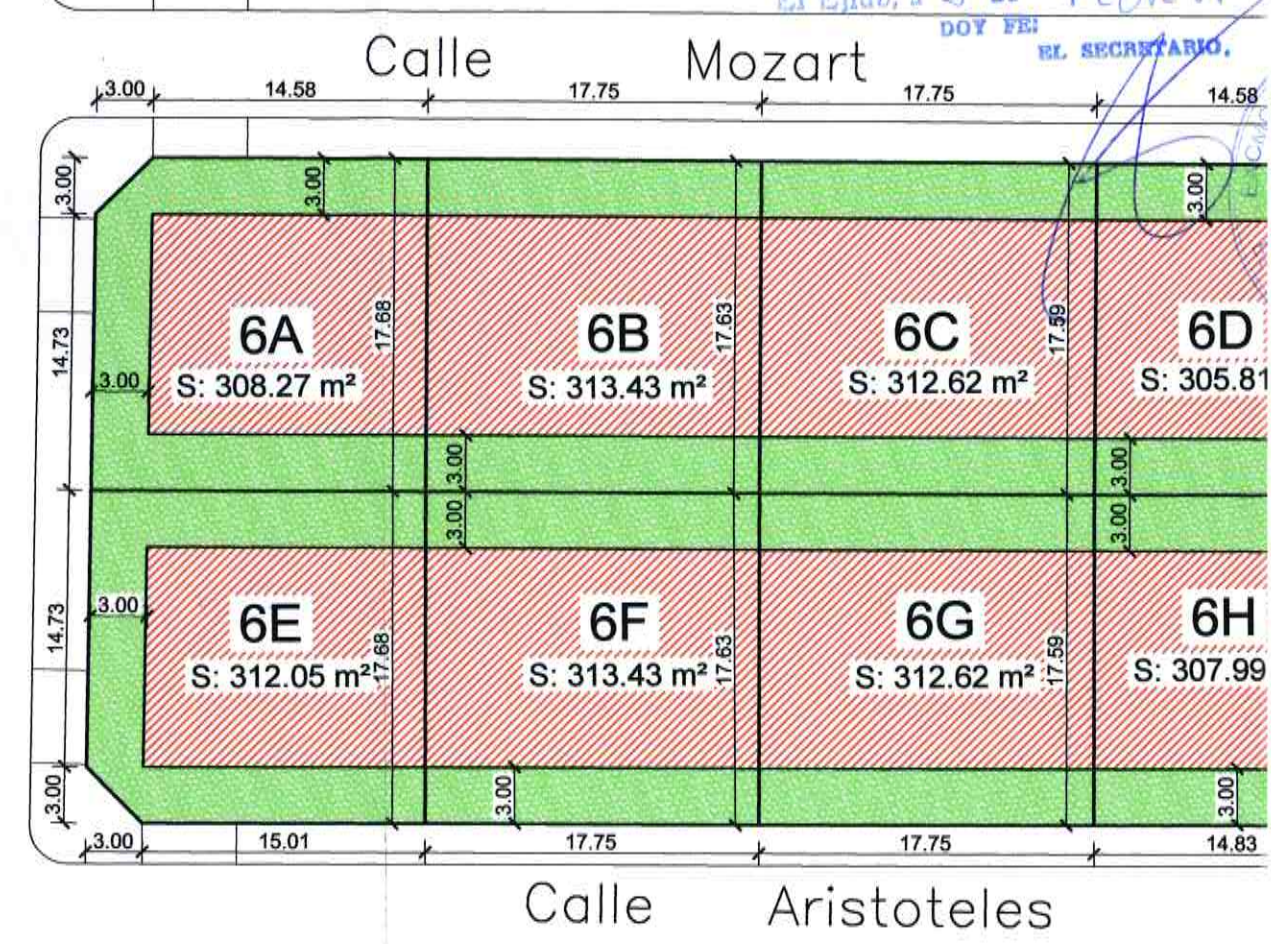 DOY FE:
EL SECRETARIO.
Calle Mozart
3.00 14.58 17.75 17.75 14.58
3.00 3.00 3.00
6A 6B 6C 6D
S: 308.27 m² S: 313.43 m² S: 312.62 m² S: 305.81
17.68 17.63 17.59
14.73
3.00
3.00 3.00
3.00 3.00
14.73
3.00
6E 6F 6G 6H
S: 312.05 m² S: 313.43 m² S: 312.62 m² S: 307.99
17.68 17.63 17.59
3.00 3.00 3.00
3.00 15.01 17.75 17.75 14.83
Calle Aristoteles